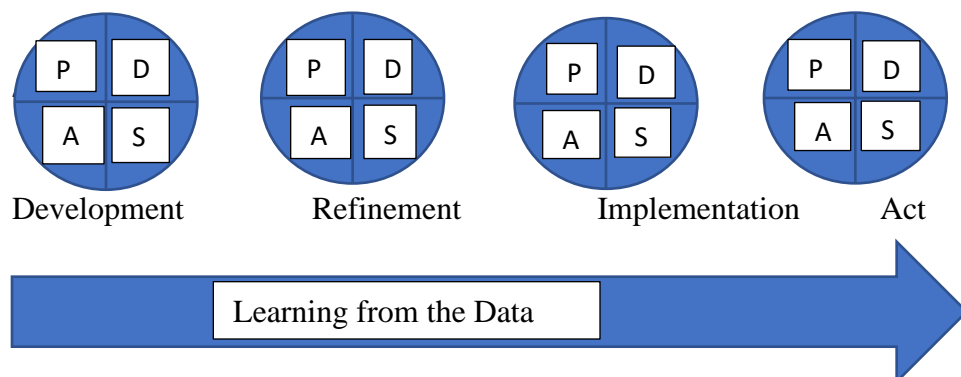 P D P D P D P D
A S A S A S A S
Development Refinement Implementation Act
Learning from the Data